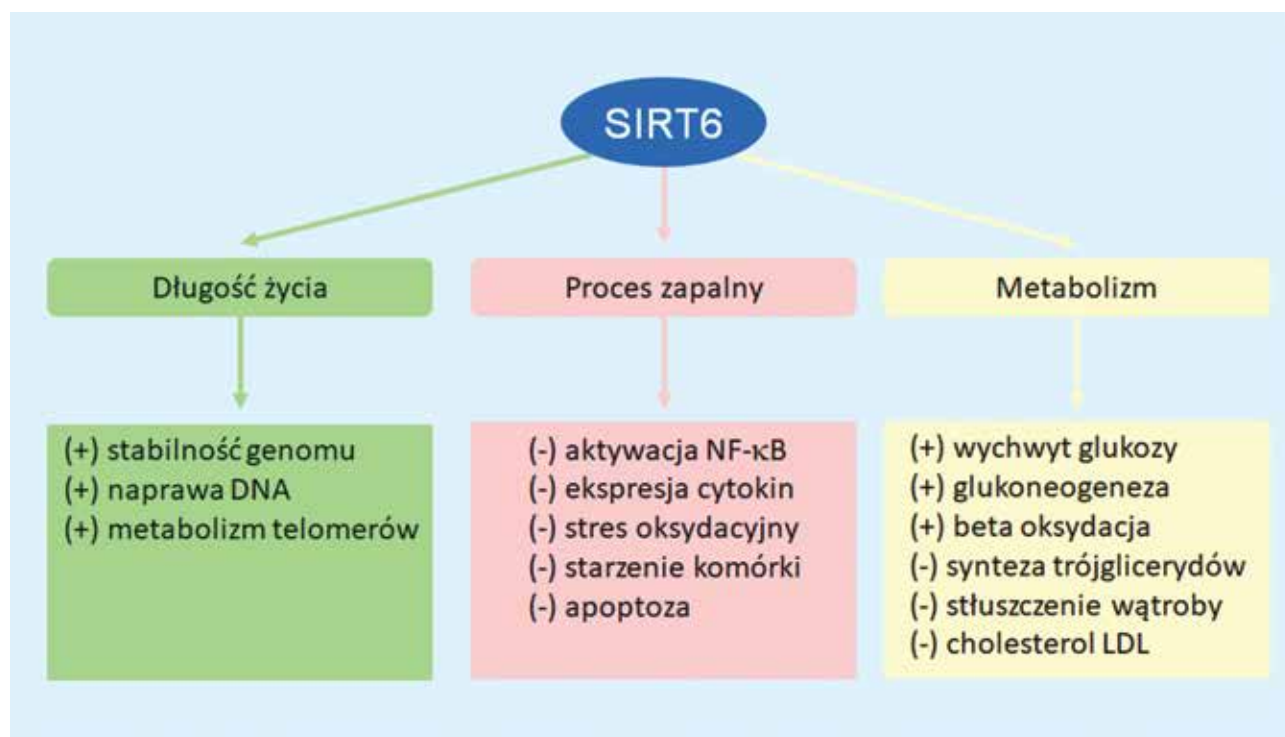 SIRT6
Długość życia
Proces zapalny
Metabolizm
(+) stabilność genomu
(+) naprawa DNA
(+) metabolizm telomerów
(-) aktywacja NF-κB
(-) ekspresja cytokin
(-) stres oksydacyjny
(-) starzenie komórki
(-) apoptoza
(+) wychwyt glukozy
(+) glukoneogeneza
(+) beta oksydacja
(-) synteza trójglicerydów
(-) stłuszczenie wątroby
(-) cholesterol LDL